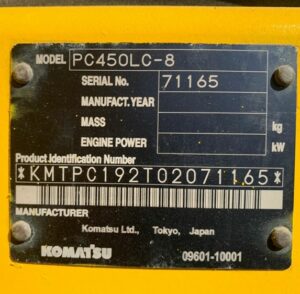 MODEL PC450LC-8
SERIAL No. 71165
MANUFACT. YEAR
MASS kg
ENGINE POWER kW
Product Identification Number
*KMTPC192T02071165*
MANUFACTURER
Komatsu Ltd., Tokyo, Japan
KOMATSU 09601-10001